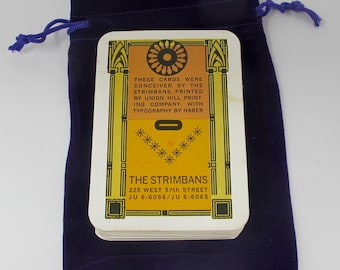 THESE CARDS WERE
CONCEIVED BY THE
STRIMBANS, PRINTED
BY UNION HILL PRINT-
ING COMPANY, WITH
TYPOGRAPHY BY HABER
THE STRIMBANS
225 WEST 57th STREET
JU 6-6066/JU 6-6065